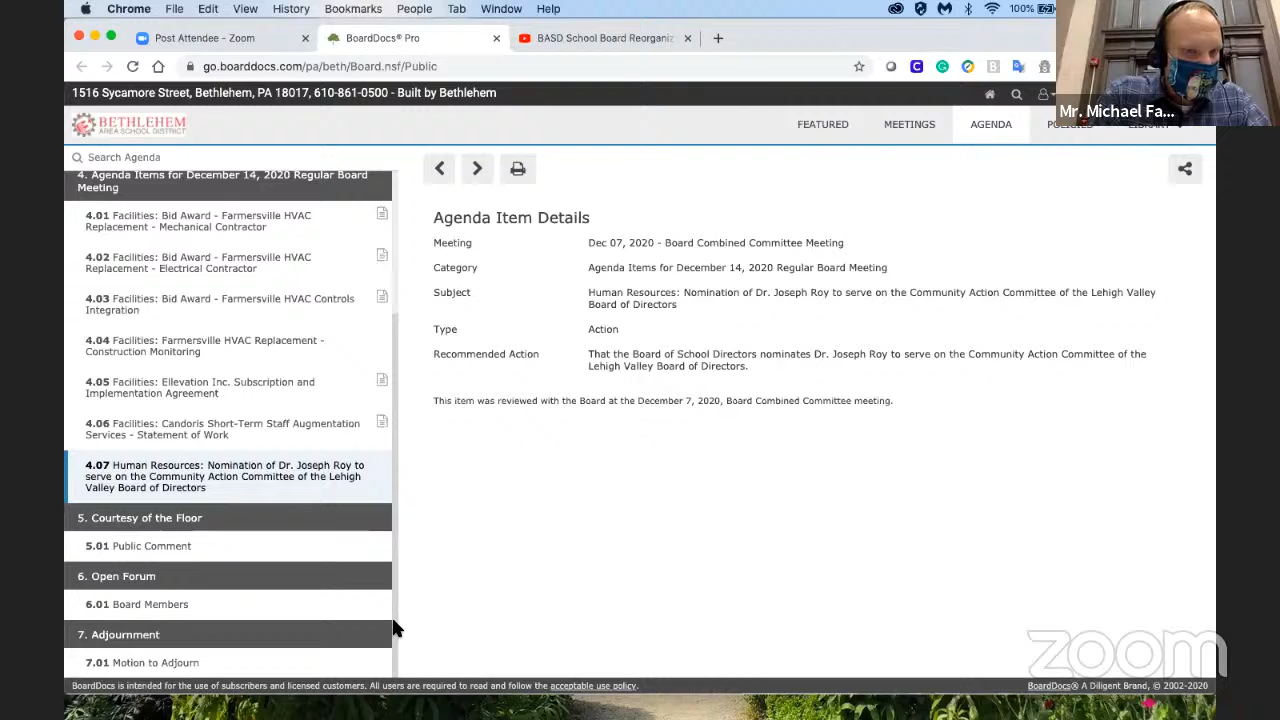 Chrome File Edit View History Bookmarks People Tab Window Help 100%
Post Attendee - Zoom
BoardDocs® Pro
BASD School Board Reorganiz
go.boarddocs.com/pa/beth/Board.nsf/Public
Mr. Michael Fa...
1516 Sycamore Street, Bethlehem, PA 18017, 610-861-0500 - Built by Bethlehem
BETHLEHEM
AREA SCHOOL DISTRICT
FEATURED MEETINGS AGENDA
Search Agenda
4. Agenda Items for December 14, 2020 Regular Board
Meeting
4.01 Facilities: Bid Award - Farmersville HVAC
Replacement - Mechanical Contractor
4.02 Facilities: Bid Award - Farmersville HVAC
Replacement - Electrical Contractor
4.03 Facilities: Bid Award - Farmersville HVAC Controls
Integration
4.04 Facilities: Farmersville HVAC Replacement -
Construction Monitoring
4.05 Facilities: Ellevation Inc. Subscription and
Implementation Agreement
4.06 Facilities: Candoris Short-Term Staff Augmentation
Services - Statement of Work
4.07 Human Resources: Nomination of Dr. Joseph Roy to
serve on the Community Action Committee of the Lehigh
Valley Board of Directors
5. Courtesy of the Floor
5.01 Public Comment
6. Open Forum
6.01 Board Members
7. Adjournment
7.01 Motion to Adjourn
Agenda Item Details
Meeting Dec 07, 2020 - Board Combined Committee Meeting
Category Agenda Items for December 14, 2020 Regular Board Meeting
Subject Human Resources: Nomination of Dr. Joseph Roy to serve on the Community Action Committee of the Lehigh Valley
Board of Directors
Type Action
Recommended Action That the Board of School Directors nominates Dr. Joseph Roy to serve on the Community Action Committee of the
Lehigh Valley Board of Directors.
This item was reviewed with the Board at the December 7, 2020, Board Combined Committee meeting.
zoom
BoardDocs is intended for the use of subscribers and licensed customers. All users are required to read and follow the acceptable use policy.
BoardDocs® A Diligent Brand, © 2002-2020